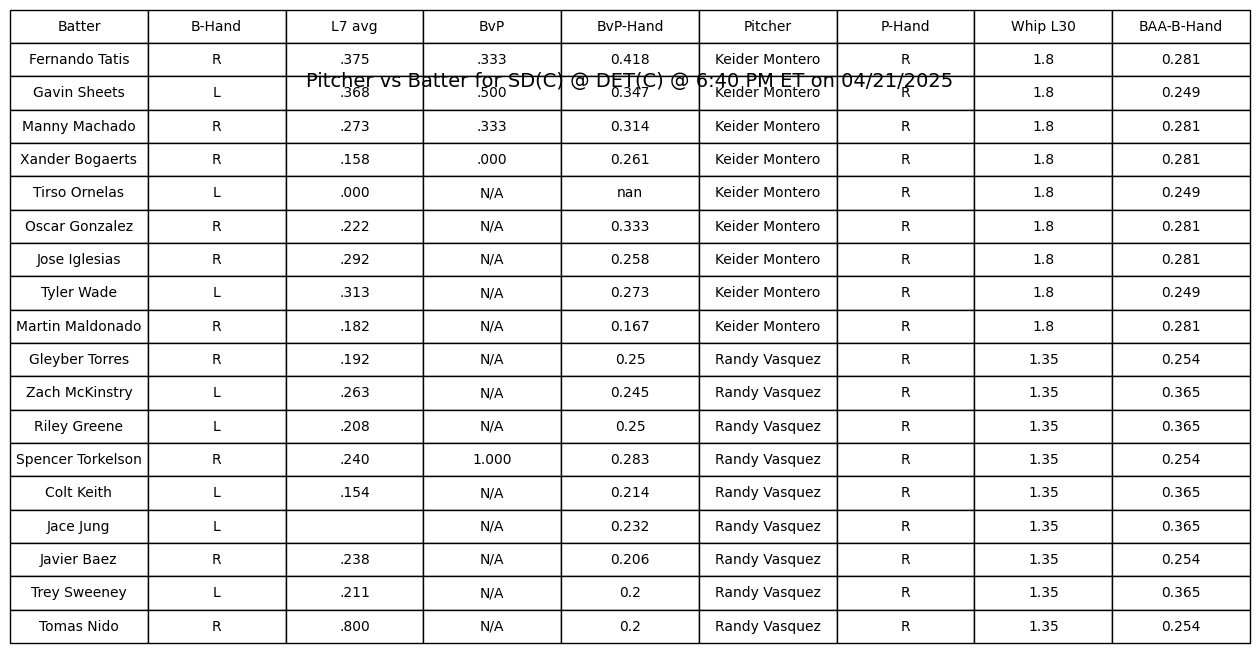 Batter B-Hand L7 avg BvP BvP-Hand Pitcher P-Hand Whip L30 BAA-B-Hand
Fernando Tatis R .375 .333 0.418 Keider Montero R 1.8 0.281
Pitcher vs Batter for SD(C) @ DET(C) @ 6:40 PM ET on 04/21/2025
Gavin Sheets L .368 .500 0.347 Keider Montero R 1.8 0.249
Manny Machado R .273 .333 0.314 Keider Montero R 1.8 0.281
Xander Bogaerts R .158 .000 0.261 Keider Montero R 1.8 0.281
Tirso Ornelas L .000 N/A nan Keider Montero R 1.8 0.249
Oscar Gonzalez R .222 N/A 0.333 Keider Montero R 1.8 0.281
Jose Iglesias R .292 N/A 0.258 Keider Montero R 1.8 0.281
Tyler Wade L .313 N/A 0.273 Keider Montero R 1.8 0.249
Martin Maldonado R .182 N/A 0.167 Keider Montero R 1.8 0.281
Gleyber Torres R .192 N/A 0.25 Randy Vasquez R 1.35 0.254
Zach McKinstry L .263 N/A 0.245 Randy Vasquez R 1.35 0.365
Riley Greene L .208 N/A 0.25 Randy Vasquez R 1.35 0.365
Spencer Torkelson R .240 1.000 0.283 Randy Vasquez R 1.35 0.254
Colt Keith L .154 N/A 0.214 Randy Vasquez R 1.35 0.365
Jace Jung L N/A 0.232 Randy Vasquez R 1.35 0.365
Javier Baez R .238 N/A 0.206 Randy Vasquez R 1.35 0.254
Trey Sweeney L .211 N/A 0.2 Randy Vasquez R 1.35 0.365
Tomas Nido R .800 N/A 0.2 Randy Vasquez R 1.35 0.254